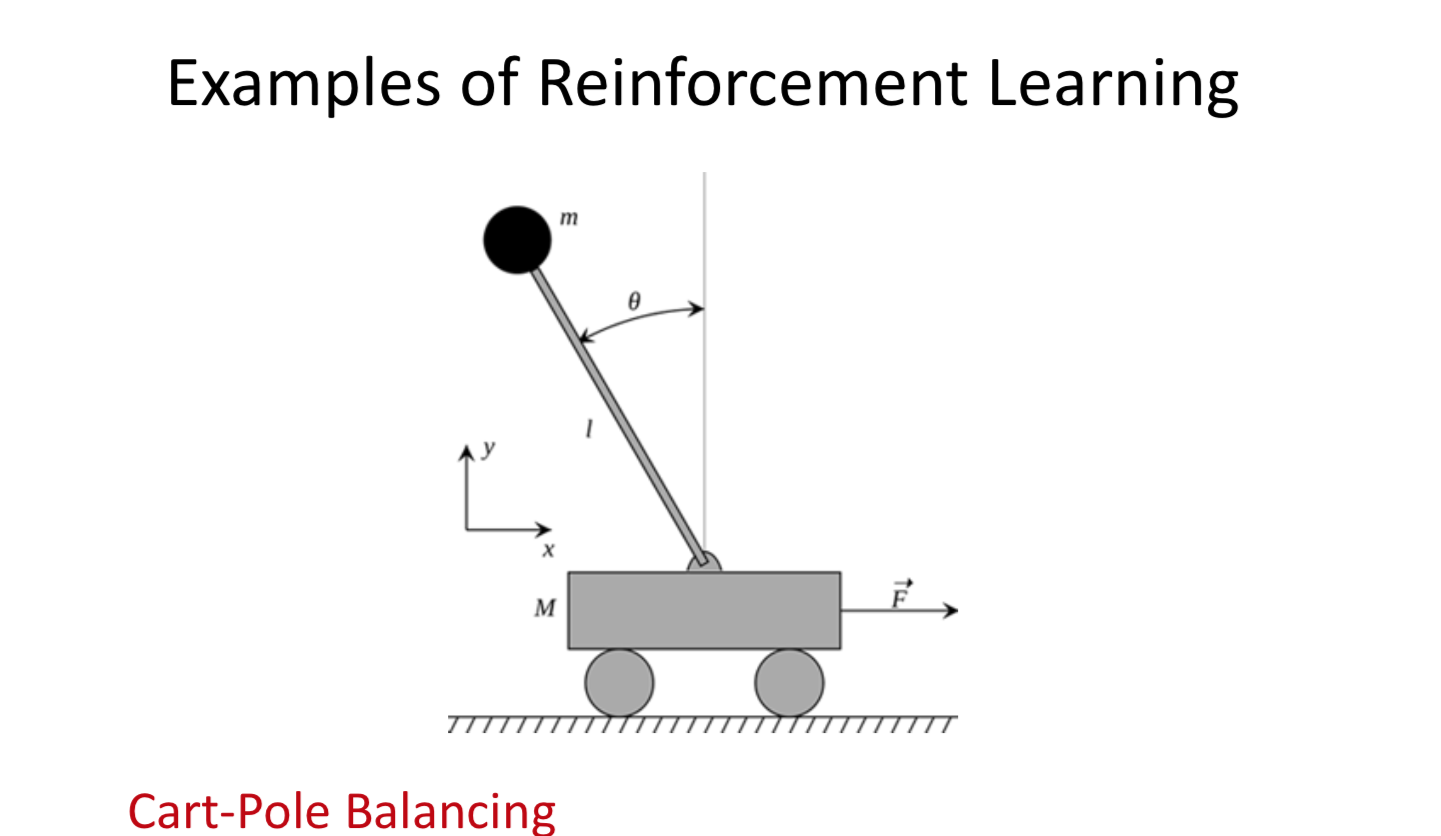 Examples of Reinforcement Learning
m
θ
l
y
x
M
F⃗
Cart-Pole Balancing